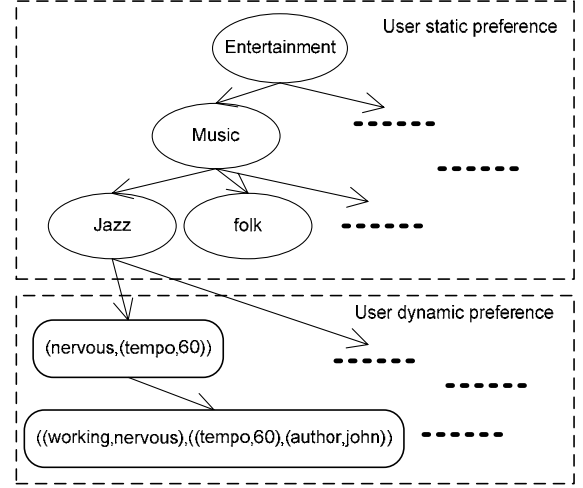 User static preference
Entertainment
Music
Jazz
folk
User dynamic preference
(nervous,(tempo,60))
((working,nervous),((tempo,60),(author,john))